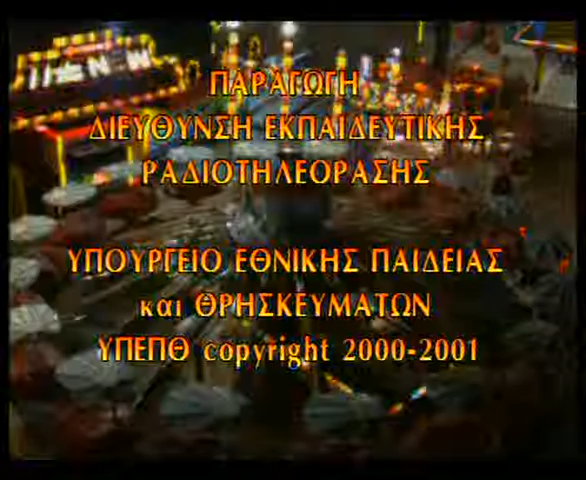 ΠΑΡΑΓΩΓΗ
ΔΙΕΥΘΥΝΣΗ ΕΚΠΑΙΔΕΥΤΙΚΗΣ
ΡΑΔΙΟΤΗΛΕΟΡΑΣΗΣ
ΥΠΟΥΡΓΕΙΟ ΕΘΝΙΚΗΣ ΠΑΙΔΕΙΑΣ
και ΘΡΗΣΚΕΥΜΑΤΩΝ
ΥΠΕΠΘ copyright 2000-2001